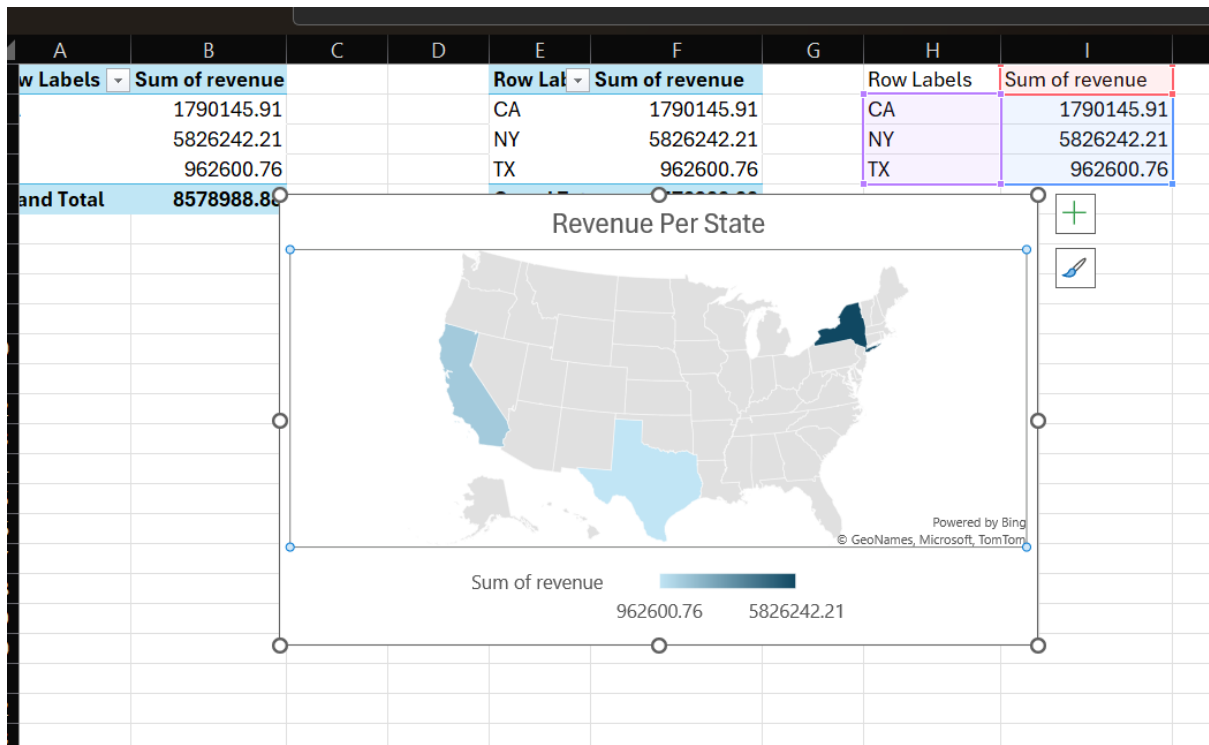 A B C D E F G H I
w Labels Sum of revenue Row Lab Sum of revenue Row Labels Sum of revenue
1790145.91 CA 1790145.91 CA 1790145.91
5826242.21 NY 5826242.21 NY 5826242.21
962600.76 TX 962600.76 TX 962600.76
and Total 8578988.88
Revenue Per State
Powered by Bing
© GeoNames, Microsoft, TomTom
Sum of revenue
962600.76 5826242.21